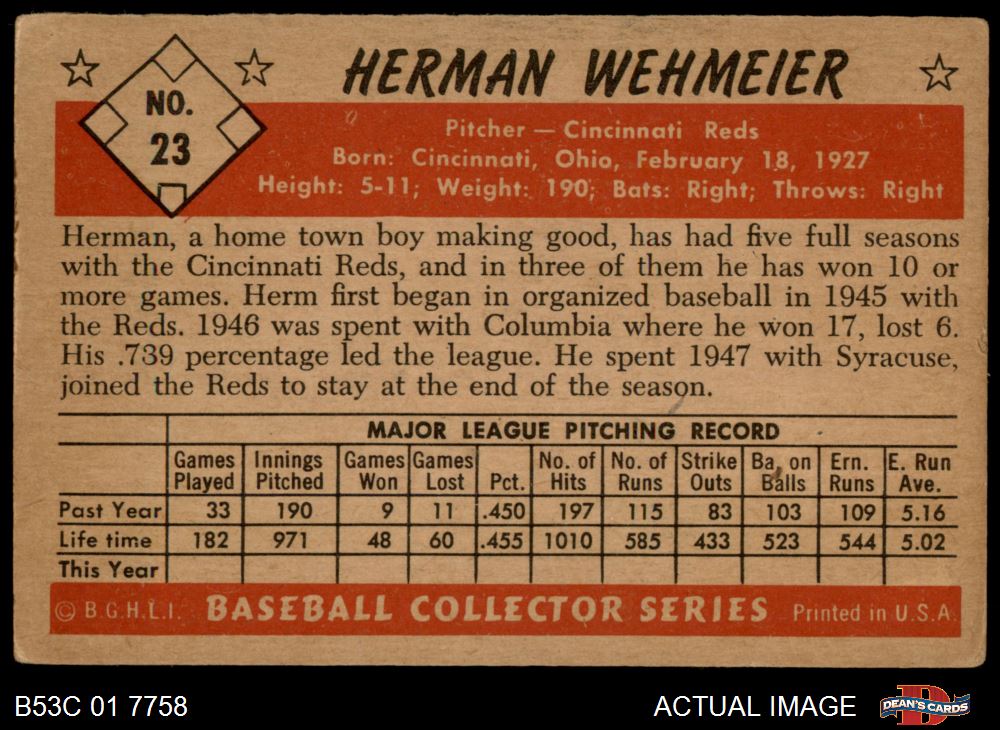 NO.
23
HERMAN WEHMEIER
Pitcher — Cincinnati Reds
Born: Cincinnati, Ohio, February 18, 1927
Height: 5-11; Weight: 190; Bats: Right; Throws: Right
Herman, a home town boy making good, has had five full seasons
with the Cincinnati Reds, and in three of them he has won 10 or
more games. Herm first began in organized baseball in 1945 with
the Reds. 1946 was spent with Columbia where he won 17, lost 6.
His .739 percentage led the league. He spent 1947 with Syracuse,
joined the Reds to stay at the end of the season.
MAJOR LEAGUE PITCHING RECORD
Games Played Innings Pitched Games Won Games Lost Pct. No. of Hits No. of Runs Strike Outs Ba. on Balls Ern. Runs E. Run Ave.
Past Year 33 190 9 11 .450 197 115 83 103 109 5.16
Life time 182 971 48 60 .455 1010 585 433 523 544 5.02
This Year
© B.G.H.L.I. BASEBALL COLLECTOR SERIES Printed in U.S.A.
B53C 01 7758 ACTUAL IMAGE D DEAN'S CARDS